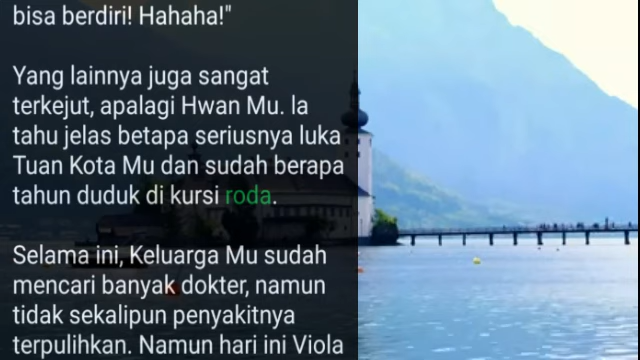 bisa berdiri! Hahaha!"
Yang lainnya juga sangat
terkejut, apalagi Hwan Mu. Ia
tahu jelas betapa seriusnya luka
Tuan Kota Mu dan sudah berapa
tahun duduk di kursi roda.
Selama ini, Keluarga Mu sudah
mencari banyak dokter, namun
tidak sekalipun penyakitnya
terpulihkan. Namun hari ini Viola